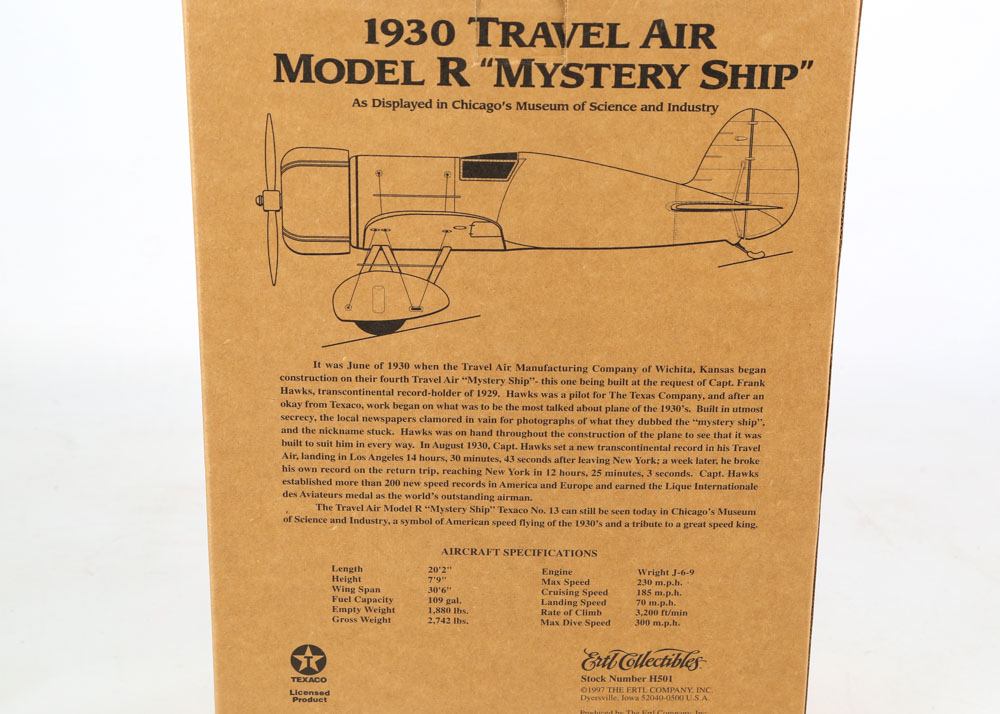 1930 TRAVEL AIR
MODEL R "MYSTERY SHIP"
As Displayed in Chicago's Museum of Science and Industry
It was June of 1930 when the Travel Air Manufacturing Company of Wichita, Kansas began
construction on their fourth Travel Air "Mystery Ship"- this one being built at the request of Capt. Frank
Hawks, transcontinental record-holder of 1929. Hawks was a pilot for The Texas Company, and after an
okay from Texaco, work began on what was to be the most talked about plane of the 1930's. Built in utmost
secrecy, the local newspapers clamored in vain for photographs of what they dubbed the "mystery ship",
and the nickname stuck. Hawks was on hand throughout the construction of the plane to see that it was
built to suit him in every way. In August 1930, Capt. Hawks set a new transcontinental record in his Travel
Air, landing in Los Angeles 14 hours, 30 minutes, 43 seconds after leaving New York; a week later, he broke
his own record on the return trip, reaching New York in 12 hours, 25 minutes, 3 seconds. Capt. Hawks
established more than 200 new speed records in America and Europe and earned the Lique Internationale
des Aviateurs medal as the world's outstanding airman.
The Travel Air Model R "Mystery Ship" Texaco No. 13 can still be seen today in Chicago's Museum
of Science and Industry, a symbol of American speed flying of the 1930's and a tribute to a great speed king.
AIRCRAFT SPECIFICATIONS
Length 20'2"
Height 7'9"
Wing Span 30'6"
Fuel Capacity 109 gal.
Empty Weight 1,880 lbs.
Gross Weight 2,742 lbs.
Engine Wright J-6-9
Max Speed 230 m.p.h.
Cruising Speed 185 m.p.h.
Landing Speed 70 m.p.h.
Rate of Climb 3,200 ft/min
Max Dive Speed 300 m.p.h.
T
TEXACO
Licensed
Product
Ertl Collectibles
Stock Number H501
©1997 THE ERTL COMPANY, INC.
Dyersville, Iowa 52040-0500 U.S.A.
Produced by The Ertl Company, Inc.